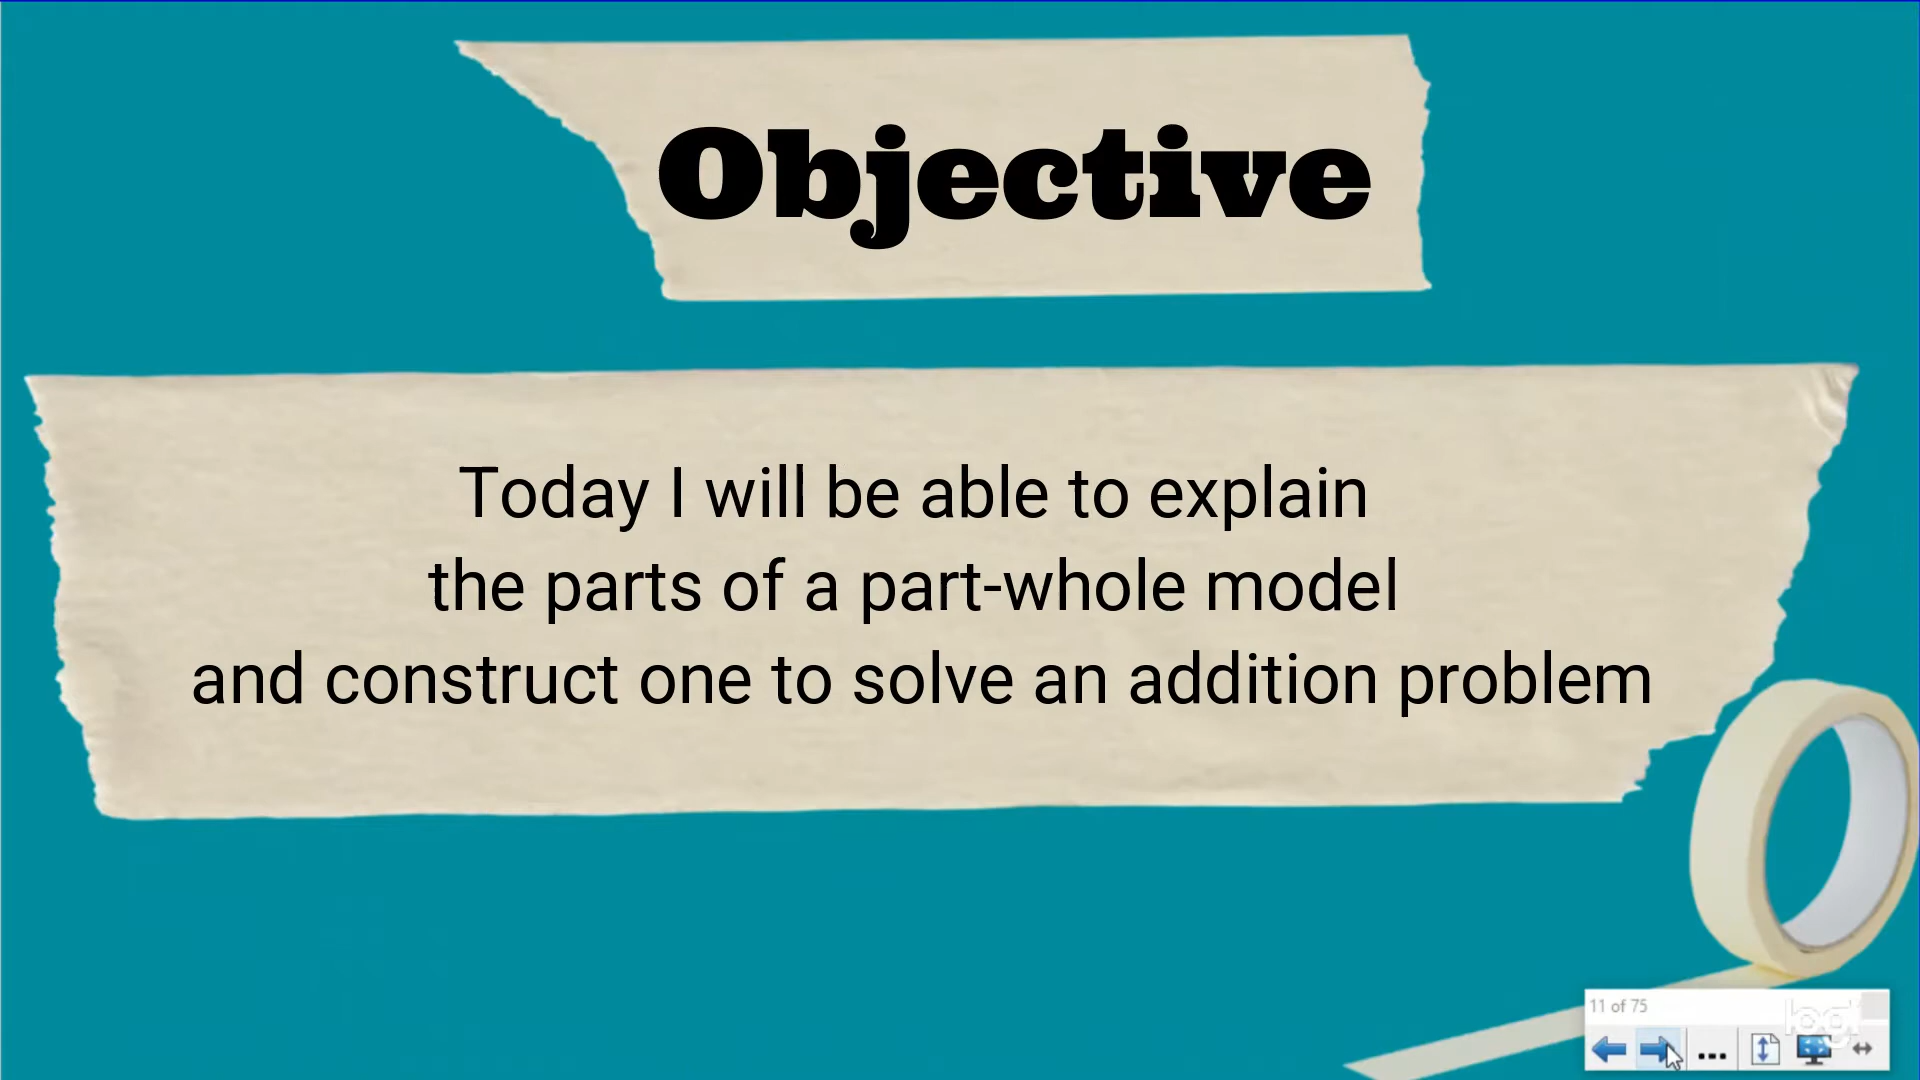 Objective
Today I will be able to explain
the parts of a part-whole model
and construct one to solve an addition problem
11 of 75
logi